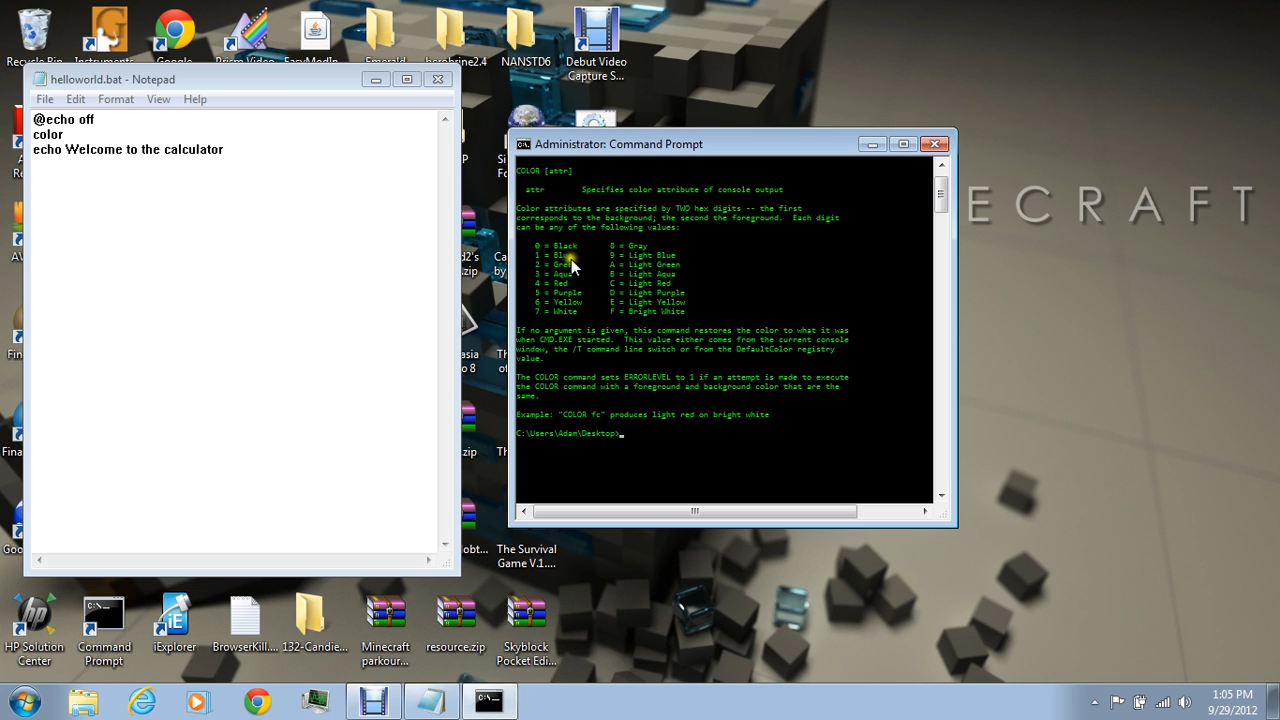 Recycle Bin
Instruments
Google
Prism Video
EasyModIn
Emerald
herobrine2.4
NANSTD6
Debut Video
Capture S...
helloworld.bat - Notepad
File Edit Format View Help
@echo off
color
echo Welcome to the calculator
Administrator: Command Prompt
COLOR [attr]
attr Specifies color attribute of console output
Color attributes are specified by TWO hex digits -- the first
corresponds to the background; the second the foreground. Each digit
can be any of the following values:
0 = Black 8 = Gray
1 = Blue 9 = Light Blue
2 = Green A = Light Green
3 = Aqua B = Light Aqua
4 = Red C = Light Red
5 = Purple D = Light Purple
6 = Yellow E = Light Yellow
7 = White F = Bright White
If no argument is given, this command restores the color to what it was
when CMD.EXE started. This value either comes from the current console
window, the /T command line switch or from the DefaultColor registry
value.
The COLOR command sets ERRORLEVEL to 1 if an attempt is made to execute
the COLOR command with a foreground and background color that are the
same.
Example: "COLOR fc" produces light red on bright white
C:\Users\Adam\Desktop>_
ECRAFT
The Survival
Game V.1....
HP Solution
Center
Command
Prompt
iExplorer
BrowserKill....
132-Candie...
Minecraft
parkour...
resource.zip
Skyblock
Pocket Edi...
1:05 PM
9/29/2012